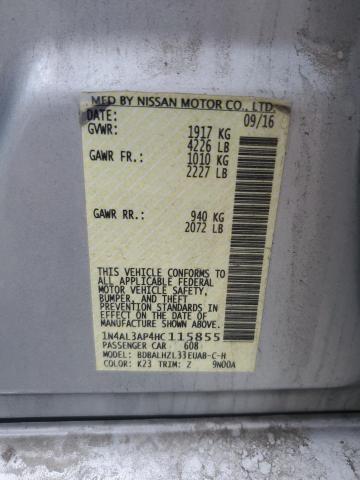 MFD BY NISSAN MOTOR CO., LTD.
DATE: 09/16
GVWR: 1917 KG
4226 LB
GAWR FR.: 1010 KG
2227 LB
GAWR RR.: 940 KG
2072 LB
THIS VEHICLE CONFORMS TO
ALL APPLICABLE FEDERAL
MOTOR VEHICLE SAFETY,
BUMPER, AND THEFT
PREVENTION STANDARDS IN
EFFECT ON THE DATE OF
MANUFACTURE SHOWN ABOVE.
1N4AL3AP4HC115855
PASSENGER CAR 608
MODEL: BDBALHZL33EUAB-C-H
COLOR: K23 TRIM: Z 9N00A